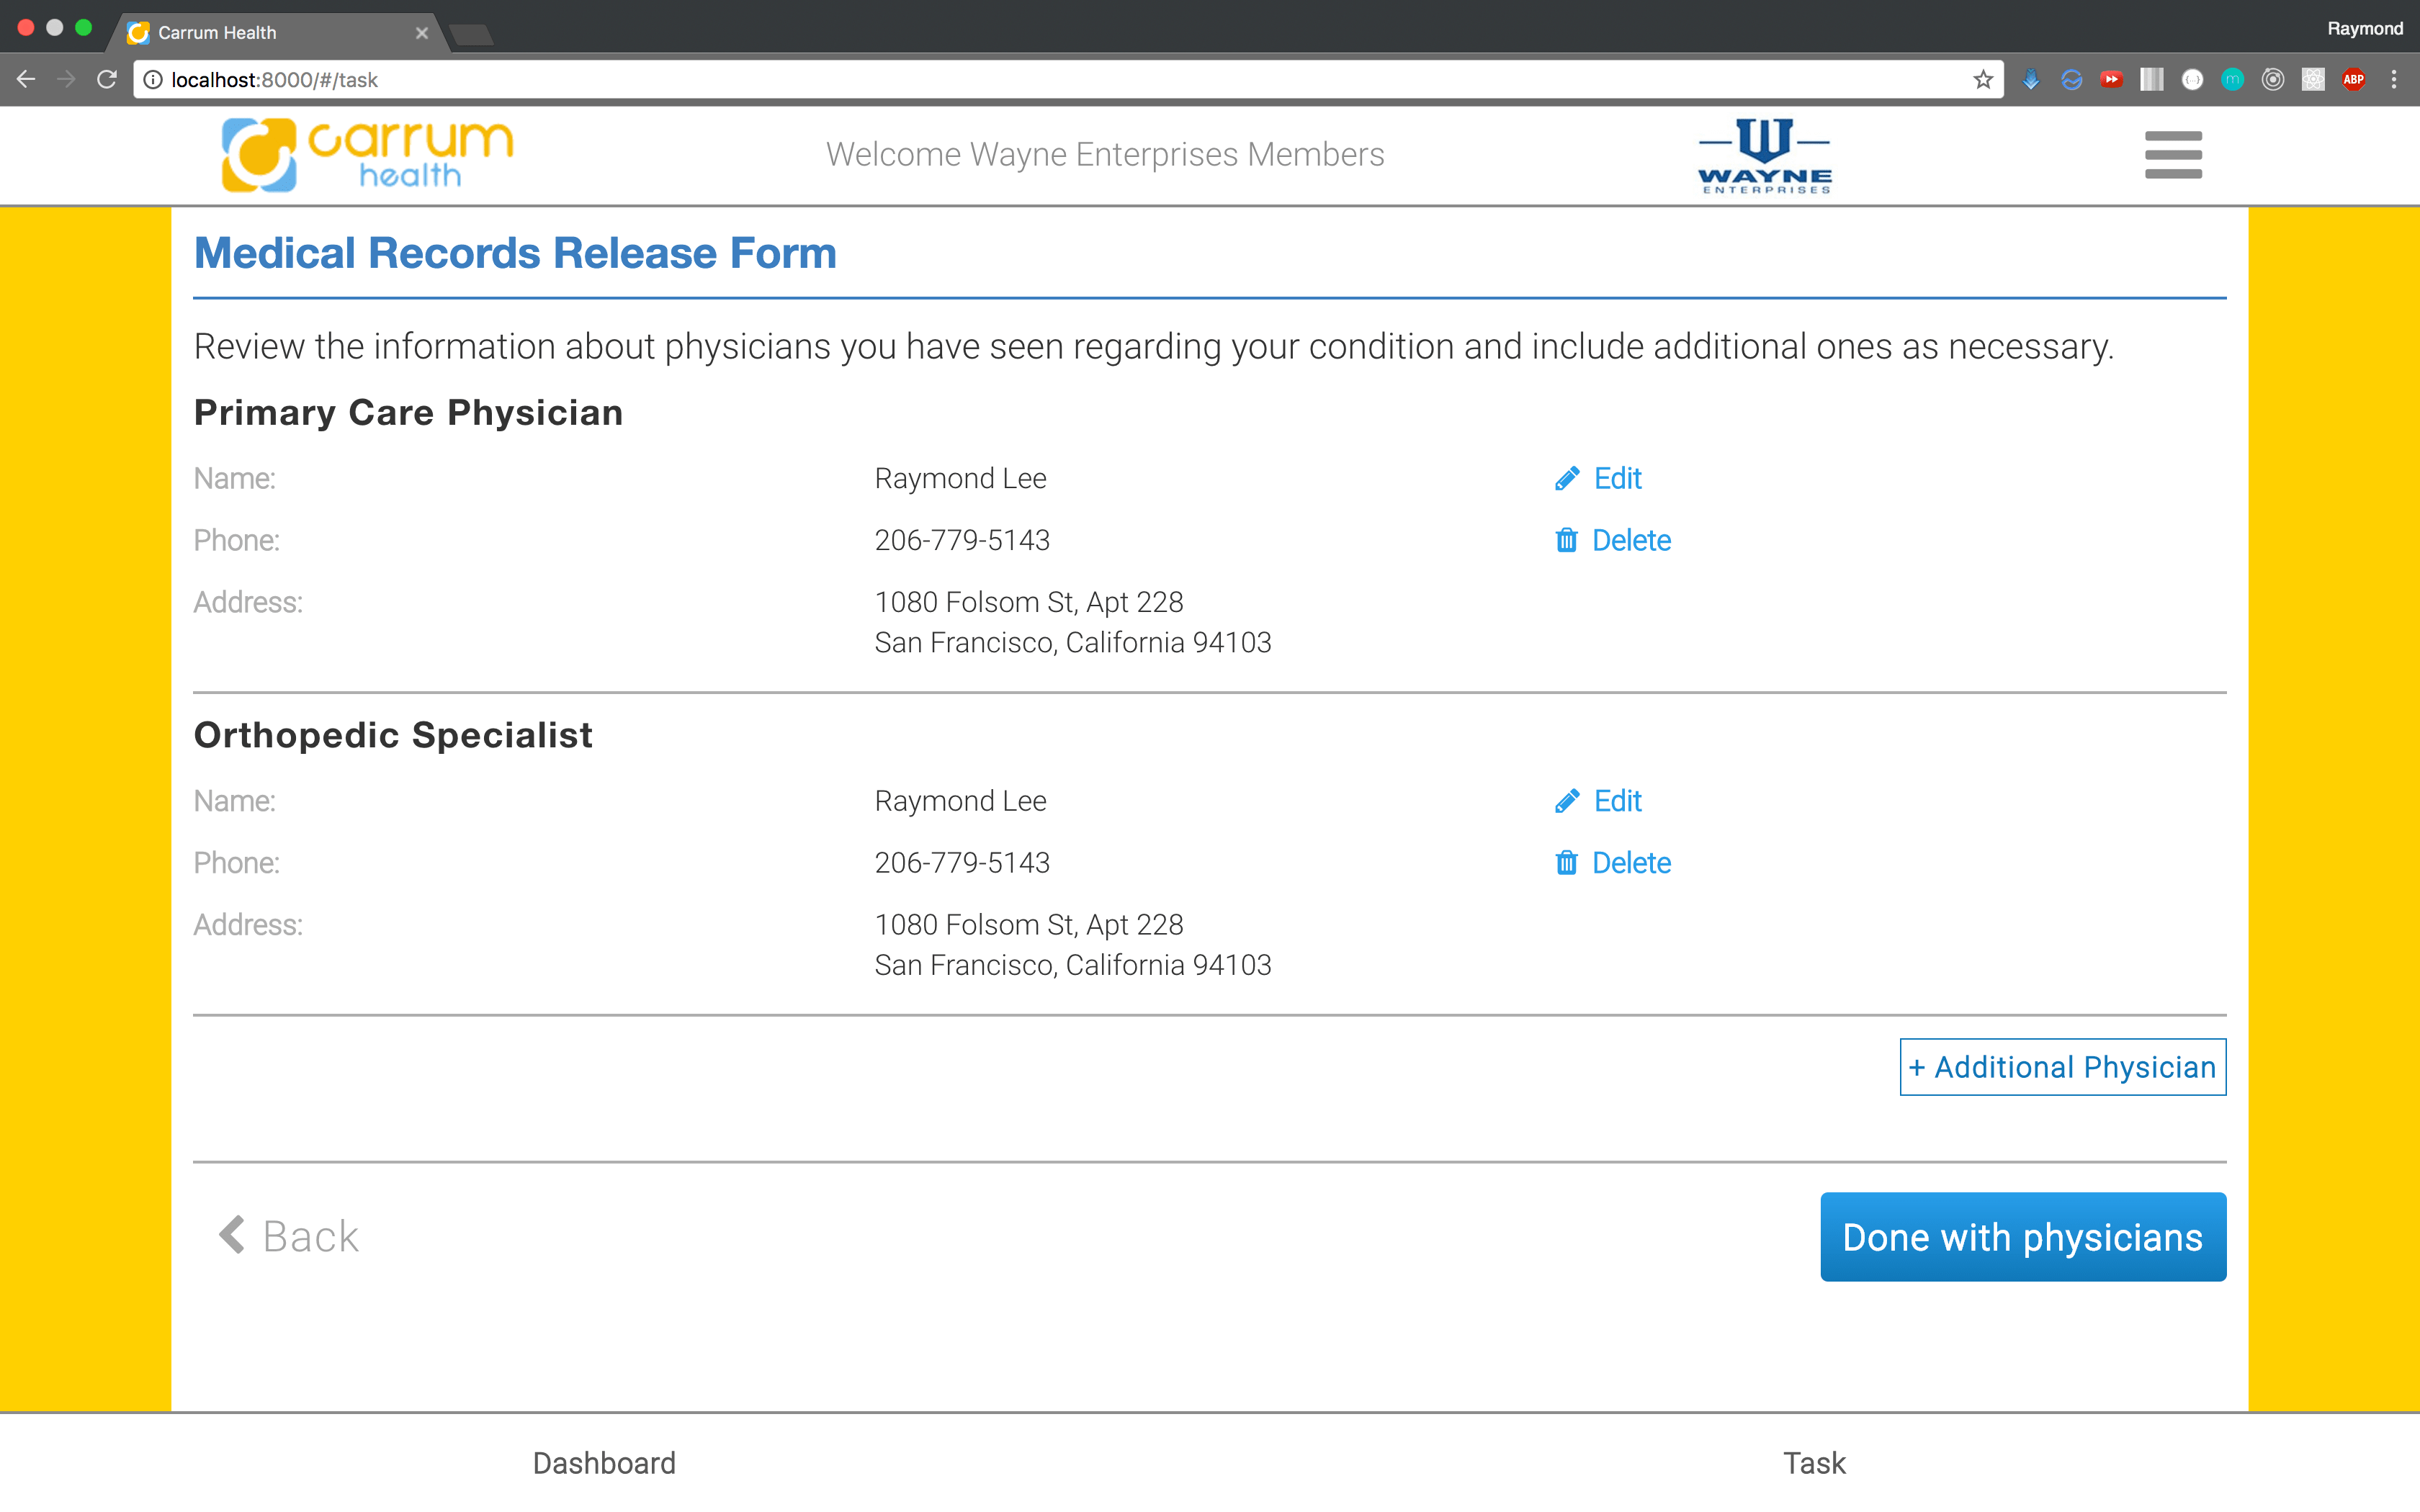 Carrum Health
Raymond
localhost:8000/#/task
ABP
carrum
health
Welcome Wayne Enterprises Members
W
WAYNE
ENTERPRISES
Medical Records Release Form
Review the information about physicians you have seen regarding your condition and include additional ones as necessary.
Primary Care Physician
Name: Raymond Lee Edit
Phone: 206-779-5143 Delete
Address: 1080 Folsom St, Apt 228
San Francisco, California 94103
Orthopedic Specialist
Name: Raymond Lee Edit
Phone: 206-779-5143 Delete
Address: 1080 Folsom St, Apt 228
San Francisco, California 94103
+ Additional Physician
Back
Done with physicians
Dashboard Task